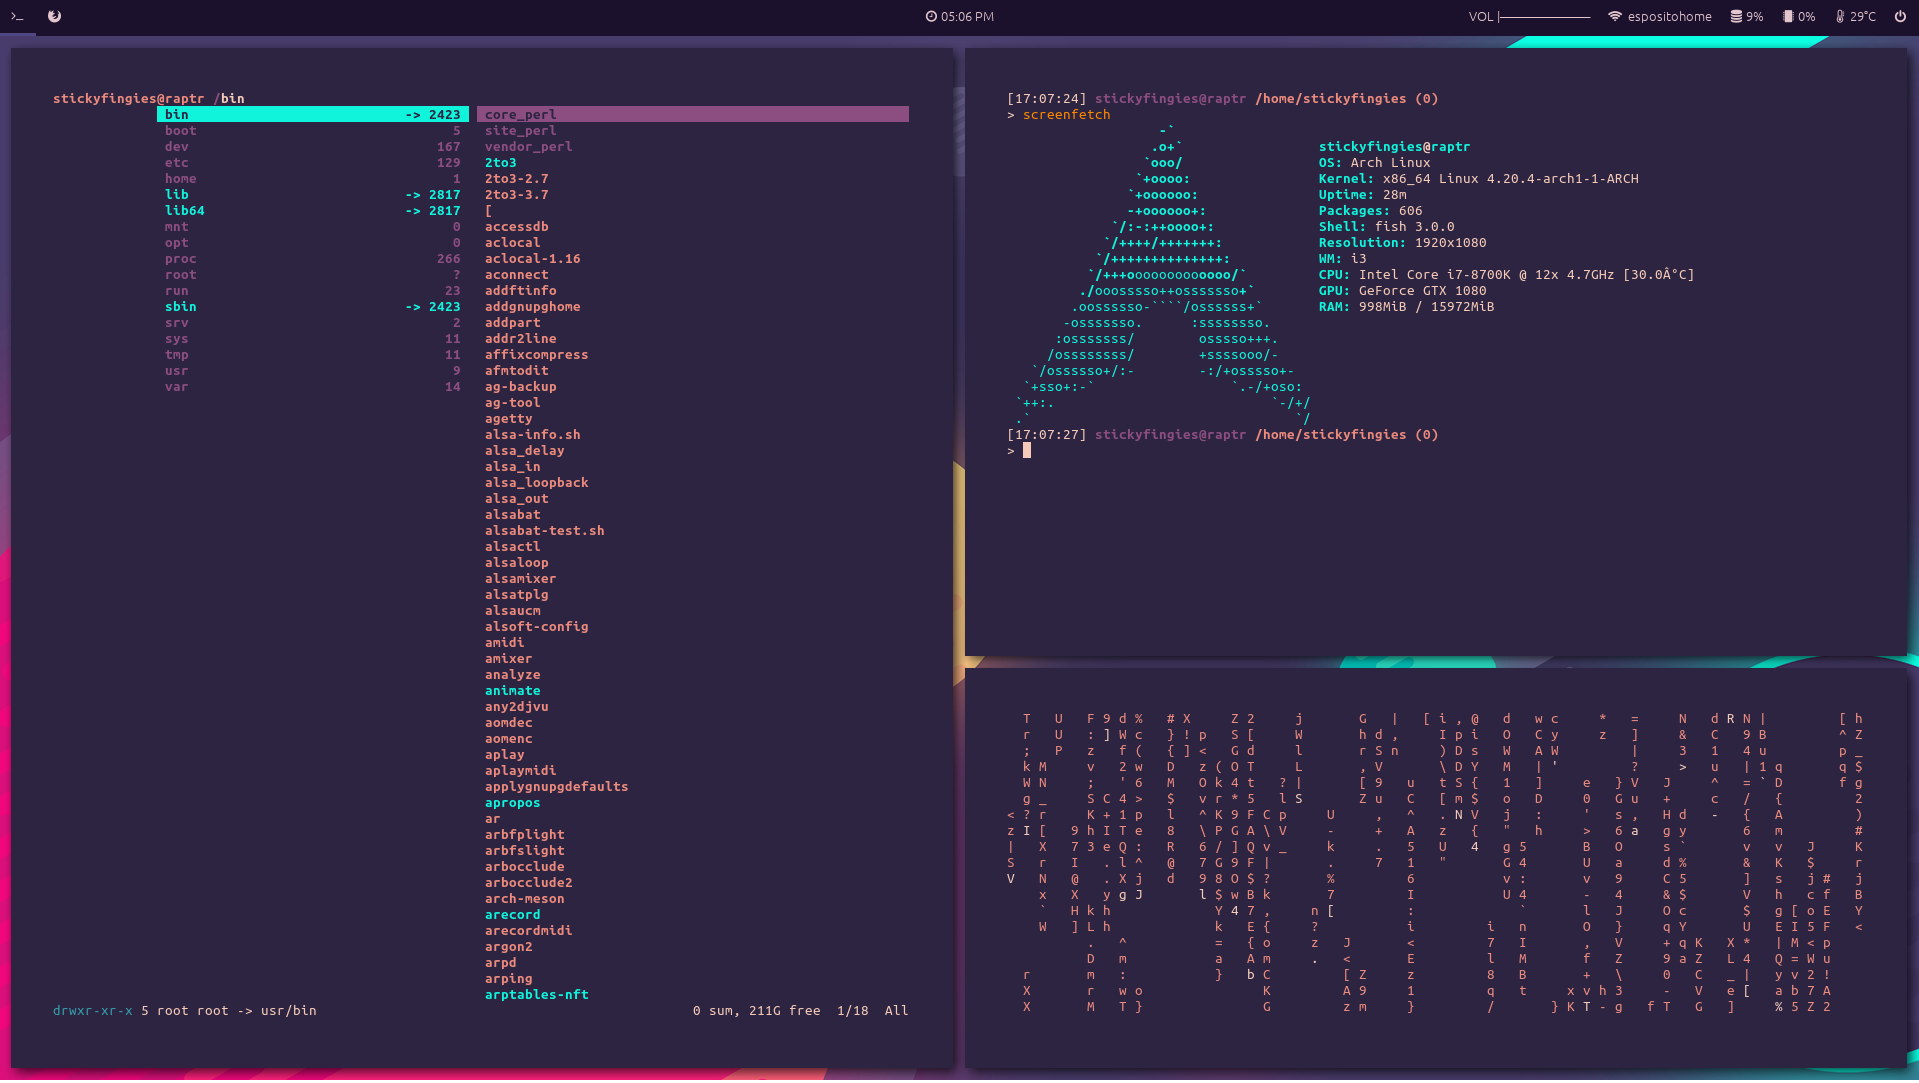 >_ 05:06 PM VOL espositohome 9% 0% 29°C
stickyfingies@raptr /bin
bin -> 2423
boot 5
dev 167
etc 129
home 1
lib -> 2817
lib64 -> 2817
mnt 0
opt 0
proc 266
root ?
run 23
sbin -> 2423
srv 2
sys 11
tmp 11
usr 9
var 14
core_perl
site_perl
vendor_perl
2to3
2to3-2.7
2to3-3.7
[
accessdb
aclocal
aclocal-1.16
aconnect
addftinfo
addgnupghome
addpart
addr2line
affixcompress
afmtodit
ag-backup
ag-tool
agetty
alsa-info.sh
alsa_delay
alsa_in
alsa_loopback
alsa_out
alsabat
alsabat-test.sh
alsactl
alsaloop
alsamixer
alsatplg
alsaucm
alsoft-config
amidi
amixer
analyze
animate
any2djvu
aomdec
aomenc
aplay
aplaymidi
applygnupgdefaults
apropos
ar
arbfplight
arbfslight
arbocclude
arbocclude2
arch-meson
arecord
arecordmidi
argon2
arpd
arping
arptables-nft
drwxr-xr-x 5 root root -> usr/bin 0 sum, 211G free 1/18 All
[17:07:24] stickyfingies@raptr /home/stickyfingies (0)
> screenfetch
stickyfingies@raptr
OS: Arch Linux
Kernel: x86_64 Linux 4.20.4-arch1-1-ARCH
Uptime: 28m
Packages: 606
Shell: fish 3.0.0
Resolution: 1920x1080
WM: i3
CPU: Intel Core i7-8700K @ 12x 4.7GHz [30.0Â°C]
GPU: GeForce GTX 1080
RAM: 998MiB / 15972MiB
[17:07:27] stickyfingies@raptr /home/stickyfingies (0)
>